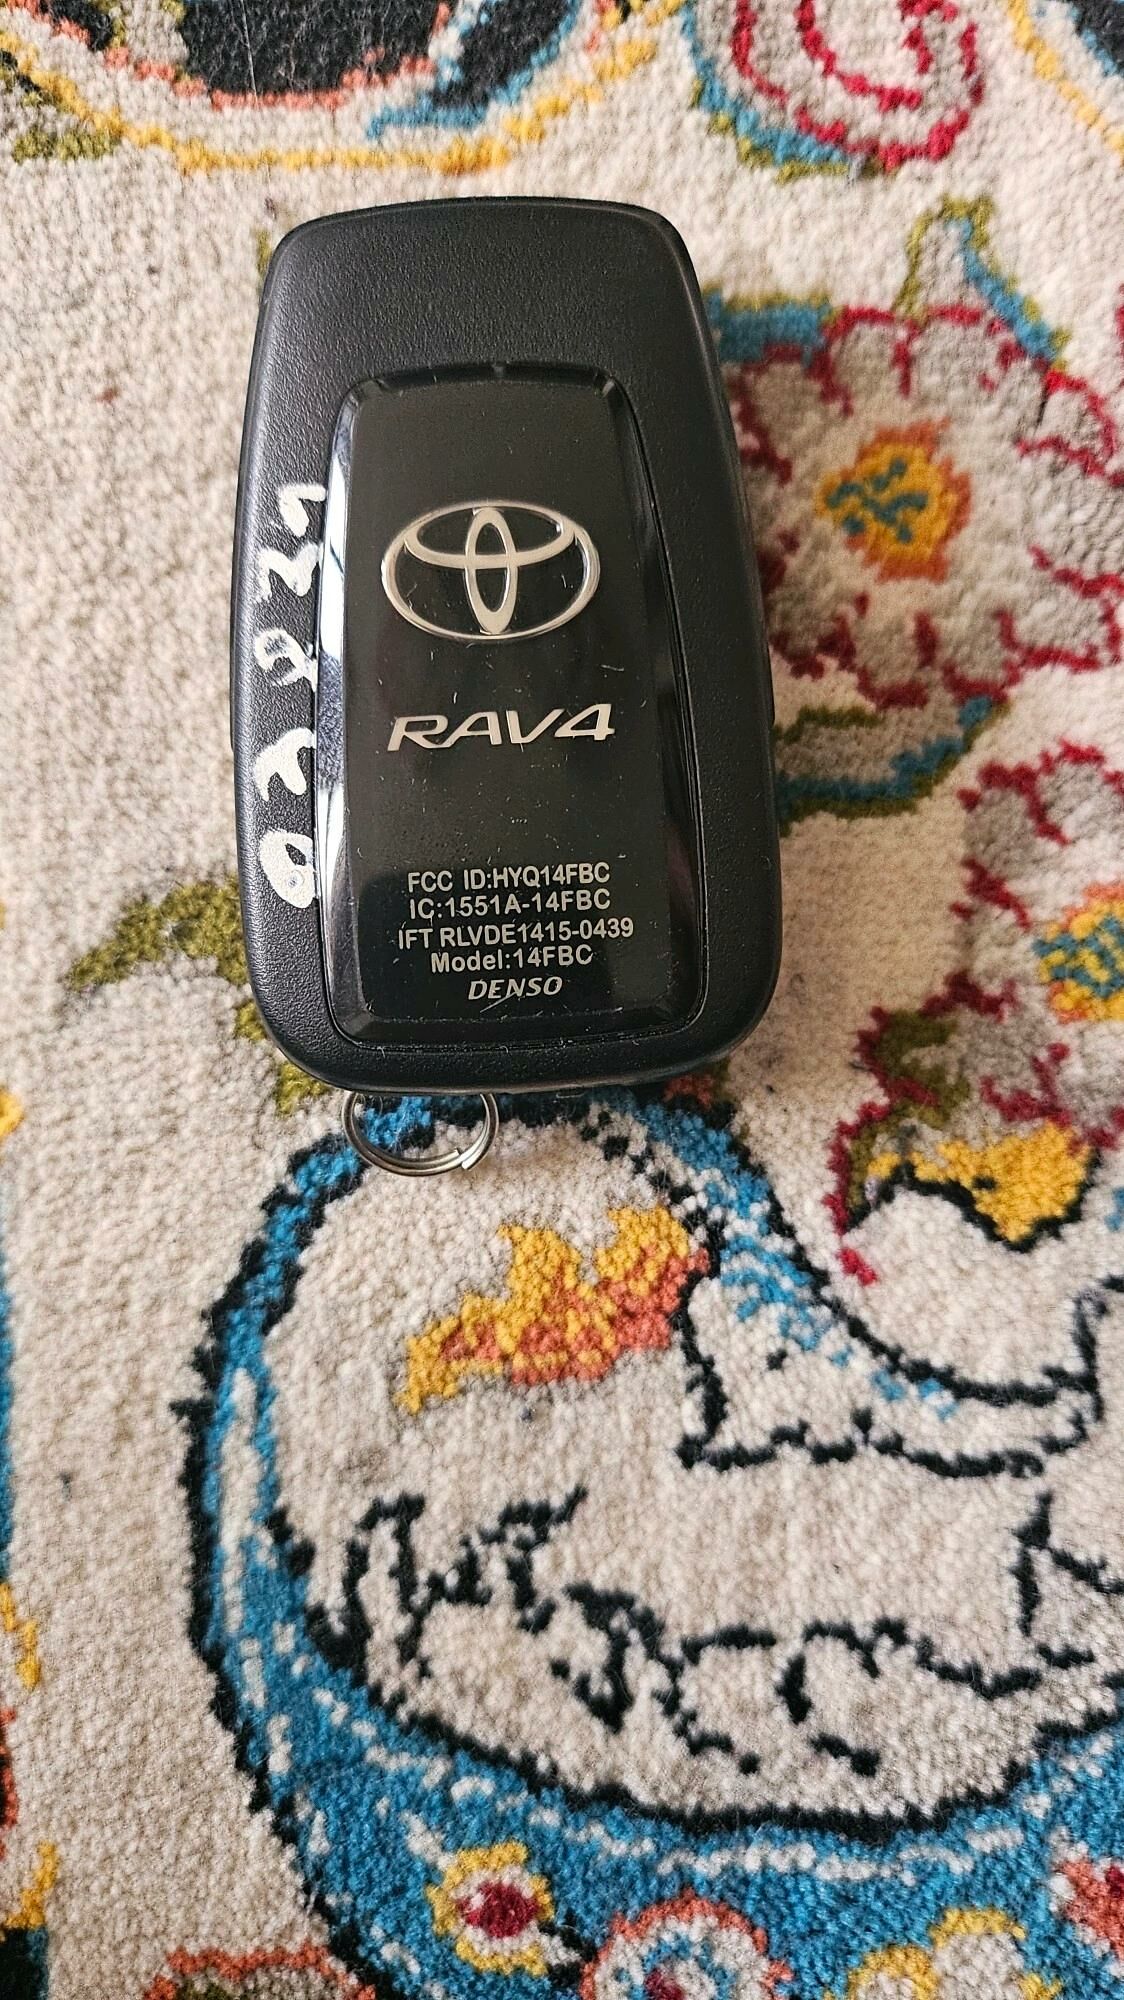 RAV4
FCC ID:HYQ14FBC
IC:1551A-14FBC
IFT RLVDE1415-0439
Model:14FBC
DENSO